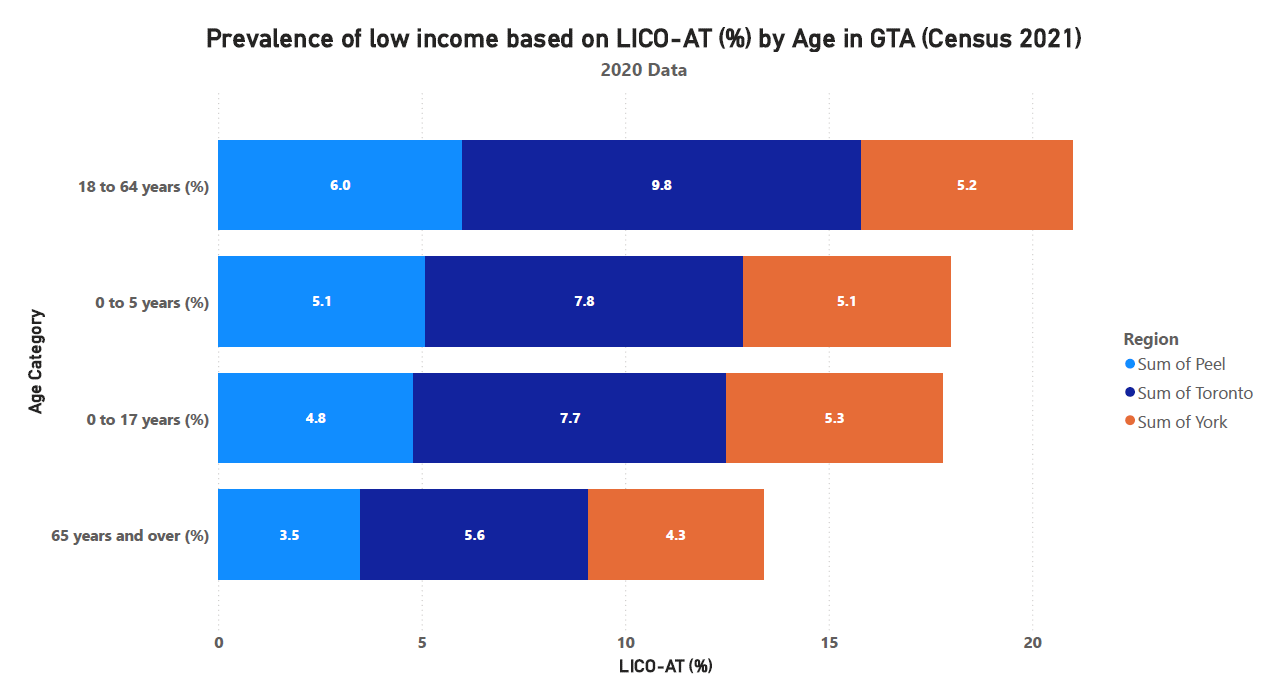 Prevalence of low income based on LICO-AT (%) by Age in GTA (Census 2021)
2020 Data
Age Category
18 to 64 years (%)
6.0 9.8 5.2
0 to 5 years (%)
5.1 7.8 5.1
0 to 17 years (%)
4.8 7.7 5.3
65 years and over (%)
3.5 5.6 4.3
0 5 10 15 20
LICO-AT (%)
Region
Sum of Peel
Sum of Toronto
Sum of York